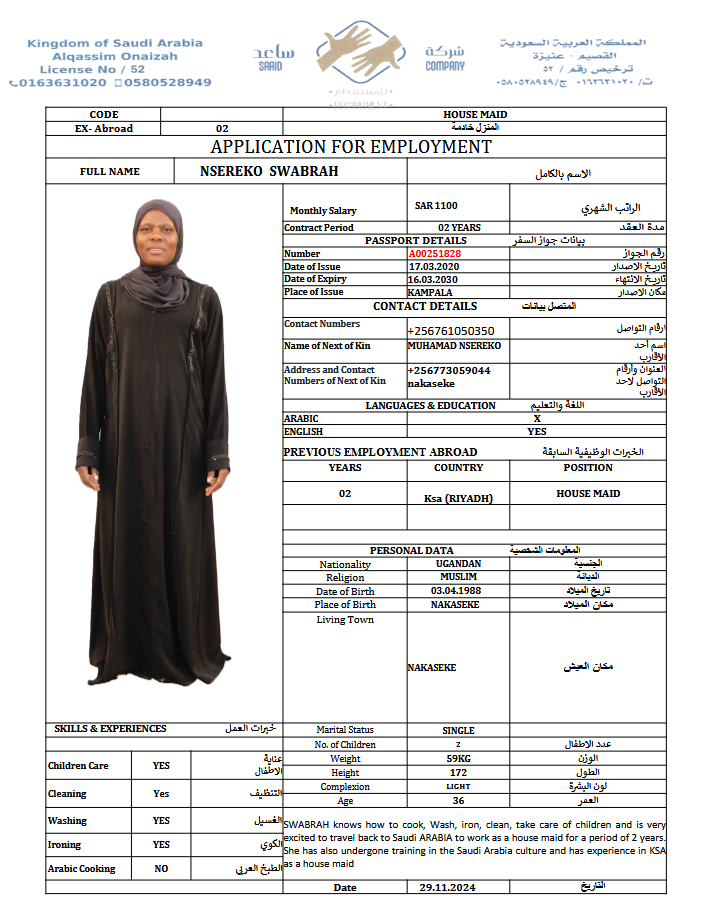 Kingdom of Saudi Arabia
Alqassim Onaizah
License No / 52
0163631020 0580528949
ساعد
SAAID
شركة
COMPANY
•للاستقدام•
•RECRUITMENT•
المملكة العربية السعودية
القصيم - عنيزة
ترخيص رقم / ٥٢
ت/ ٠١٦٣٦٣١٠٢٠ ج/٠٥٨٠٥٢٨٩٤٩
CODE HOUSE MAID
EX- Abroad 02 المنزل خادمة
APPLICATION FOR EMPLOYMENT
FULL NAME NSEREKO SWABRAH الاسم بالكامل
Monthly Salary SAR 1100 الراتب الشهري
Contract Period 02 YEARS مدة العقد
PASSPORT DETAILS بيانات جواز السفر
Number A00251828 رقم الجواز
Date of Issue 17.03.2020 تاريخ الاصدار
Date of Expiry 16.03.2030 تاريخ الانتهاء
Place of Issue KAMPALA مكان الاصدار
CONTACT DETAILS المتصل بيانات
Contact Numbers +256761050350 ارقام التواصل
Name of Next of Kin MUHAMAD NSEREKO اسم أحد
الأقارب
Address and Contact +256773059044 العنوان وأرقام
Numbers of Next of Kin nakaseke التواصل لاحد
الأقارب
LANGUAGES & EDUCATION اللغة والتعليم
ARABIC X
ENGLISH YES
PREVIOUS EMPLOYMENT ABROAD الخبرات الوظيفية السابقة
YEARS COUNTRY POSITION
02 Ksa (RIYADH) HOUSE MAID
PERSONAL DATA المعلومات الشخصية
Nationality UGANDAN الجنسية
Religion MUSLIM الديانة
Date of Birth 03.04.1988 تاريخ الميلاد
Place of Birth NAKASEKE مكان الميلاد
Living Town
NAKASEKE مكان العيش
SKILLS & EXPERIENCES خبرات العمل
Children Care YES عناية
الاطفال
Cleaning Yes التنظيف
Washing YES الغسيل
Ironing YES الكوي
Arabic Cooking NO الطبخ العربي
Marital Status SINGLE
No. of Children 2 عدد الاطفال
Weight 59KG الوزن
Height 172 الطول
Complexion LIGHT لون البشرة
Age 36 العمر
SWABRAH knows how to cook, Wash, iron, clean, take care of children and is very
excited to travel back to Saudi ARABIA to work as a house maid for a period of 2 years.
She has also undergone training in the Saudi Arabia culture and has experience in KSA
as a house maid
Date 29.11.2024 التاريخ